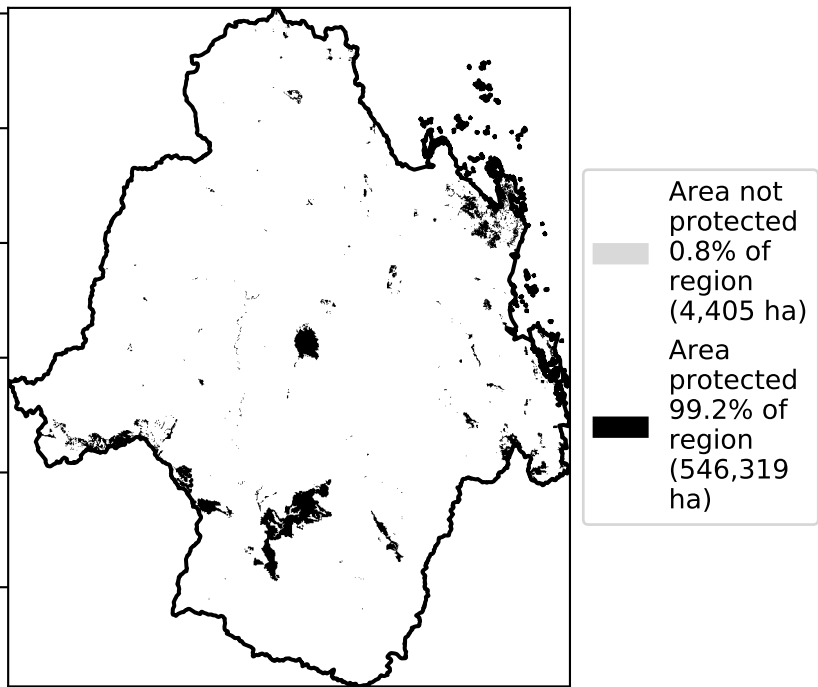 Area not
protected
0.8% of
region
(4,405 ha)
Area
protected
99.2% of
region
(546,319
ha)